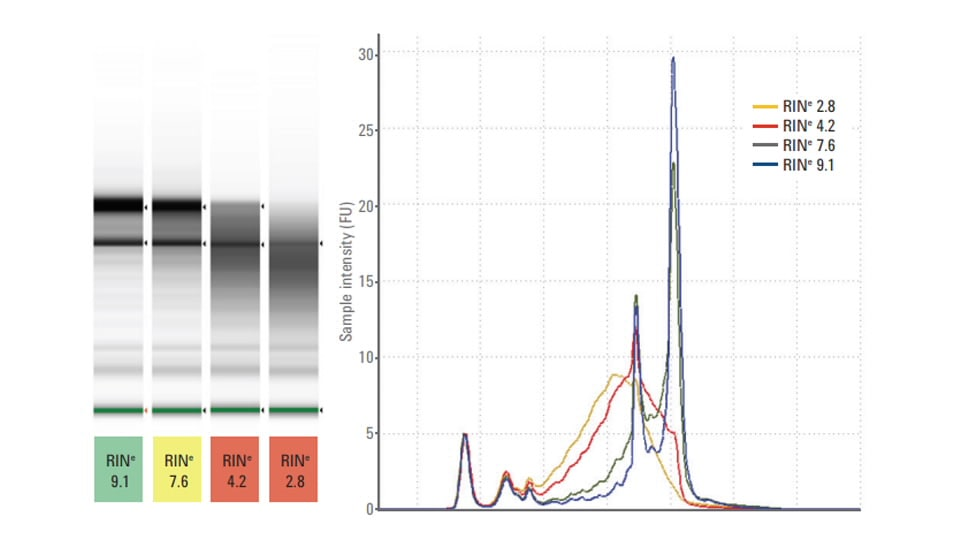 30
25
20
15
10
5
0
Sample intensity (FU)
RINᵉ 2.8
RINᵉ 4.2
RINᵉ 7.6
RINᵉ 9.1
RINᵉ
9.1
RINᵉ
7.6
RINᵉ
4.2
RINᵉ
2.8